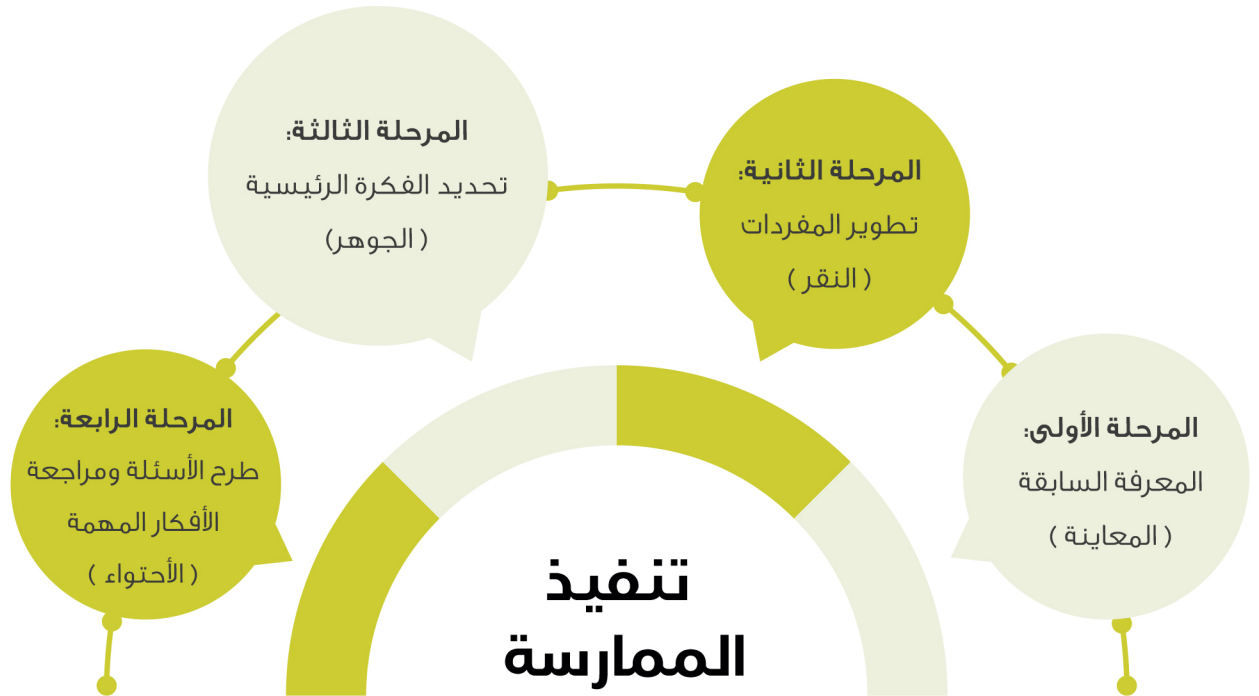 المرحلة الأولى:
المعرفة السابقة
( المعاينة )
المرحلة الثانية:
تطوير المفردات
( النقر )
المرحلة الثالثة:
تحديد الفكرة الرئيسية
( الجوهر)
المرحلة الرابعة:
طرح الأسئلة ومراجعة
الأفكار المهمة
( الأحتواء )
تنفيذ
الممارسة